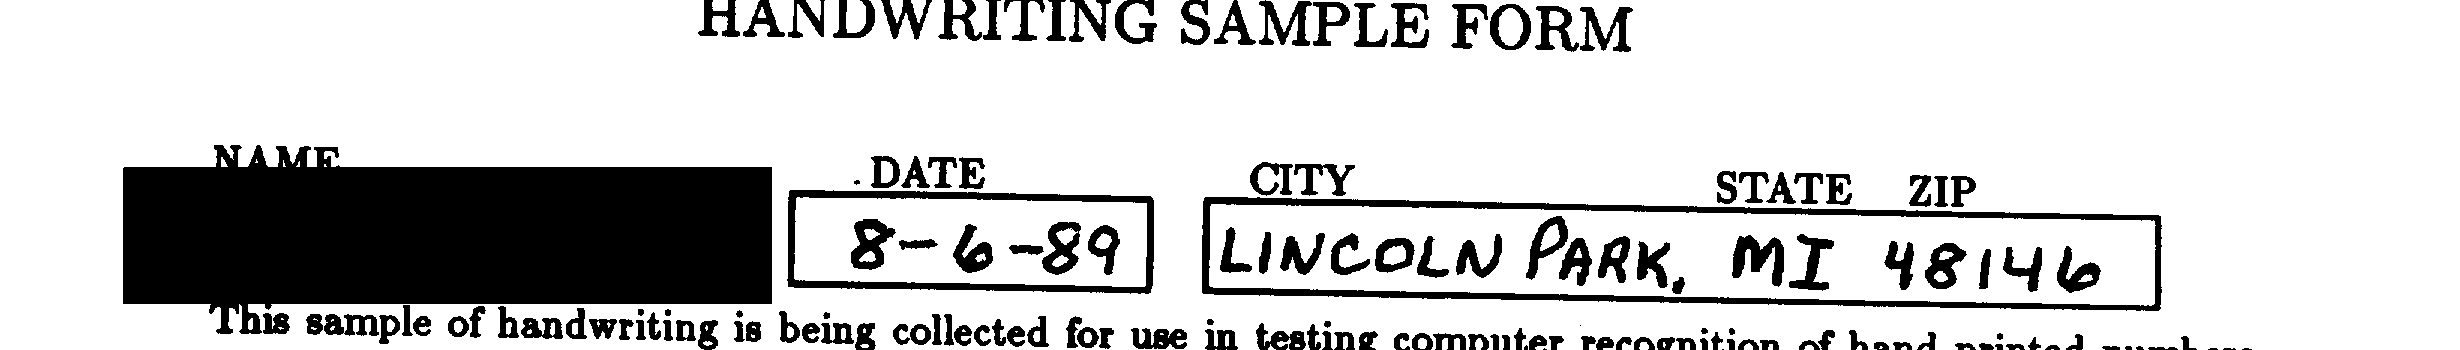 HANDWRITING SAMPLE FORM
NAME DATE CITY STATE ZIP
8-6-89 LINCOLN PARK, MI 48146
This sample of handwriting is being collected for use in testing computer recognition of hand printed numbers